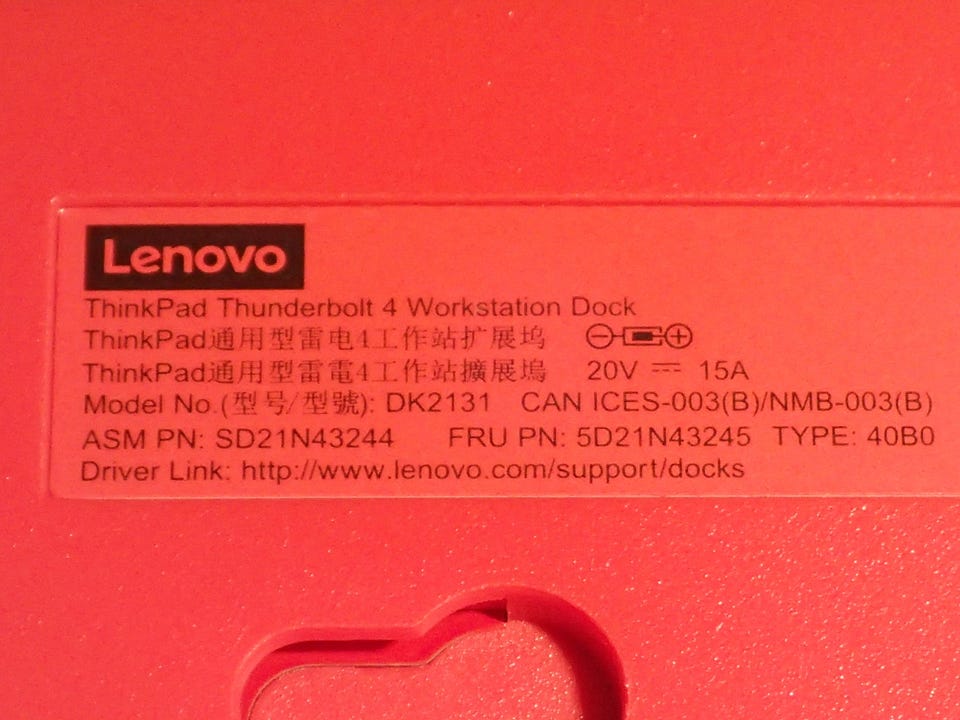 Lenovo
ThinkPad Thunderbolt 4 Workstation Dock
ThinkPad通用型雷电4工作站扩展坞
ThinkPad通用型雷電4工作站擴展塢 20V ⎓ 15A
Model No.(型号/型號): DK2131 CAN ICES-003(B)/NMB-003(B)
ASM PN: SD21N43244 FRU PN: 5D21N43245 TYPE: 40B0
Driver Link: http://www.lenovo.com/support/docks